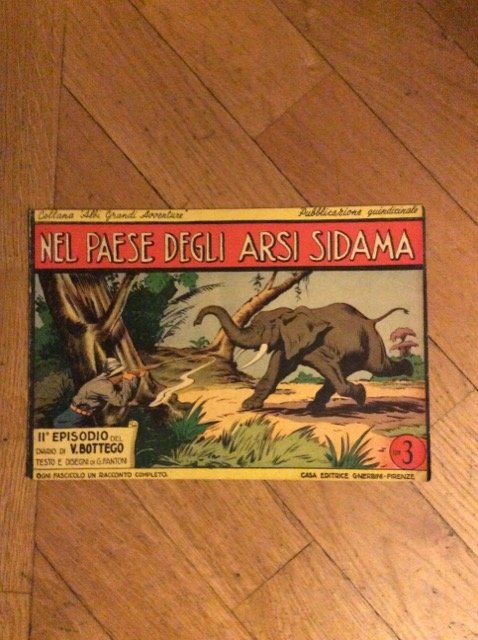 Collana "Albi Grandi Avventure" Pubblicazione quindicinale
NEL PAESE DEGLI ARSI SIDAMA
II° EPISODIO DEL
DIARIO DI V. BOTTEGO
TESTO E DISEGNI DI G. FANTONI
3
OGNI FASCICOLO UN RACCONTO COMPLETO. CASA EDITRICE G. NERBINI - FIRENZE